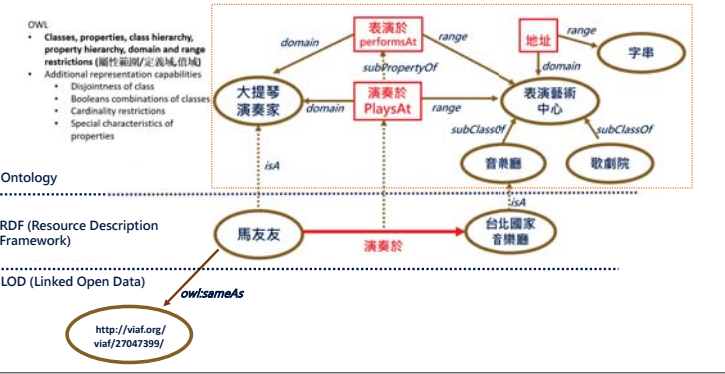 OWL
• Classes, properties, class hierarchy,
property hierarchy, domain and range
restrictions (屬性範圍/定義域,值域)
• Additional representation capabilities
• Disjointness of class
• Booleans combinations of classes
• Cardinality restrictions
• Special characteristics of
properties
表演於
performsAt
地址
range
字串
domain
range
domain
subPropertyOf
大提琴
演奏家
domain
演奏於
PlaysAt
range
表演藝術
中心
subClassOf
subClassOf
音樂廳
歌劇院
isA
Ontology
isA
RDF (Resource Description
Framework)
馬友友
演奏於
台北國家
音樂廳
LOD (Linked Open Data)
owl:sameAs
http://viaf.org/
viaf/27047399/